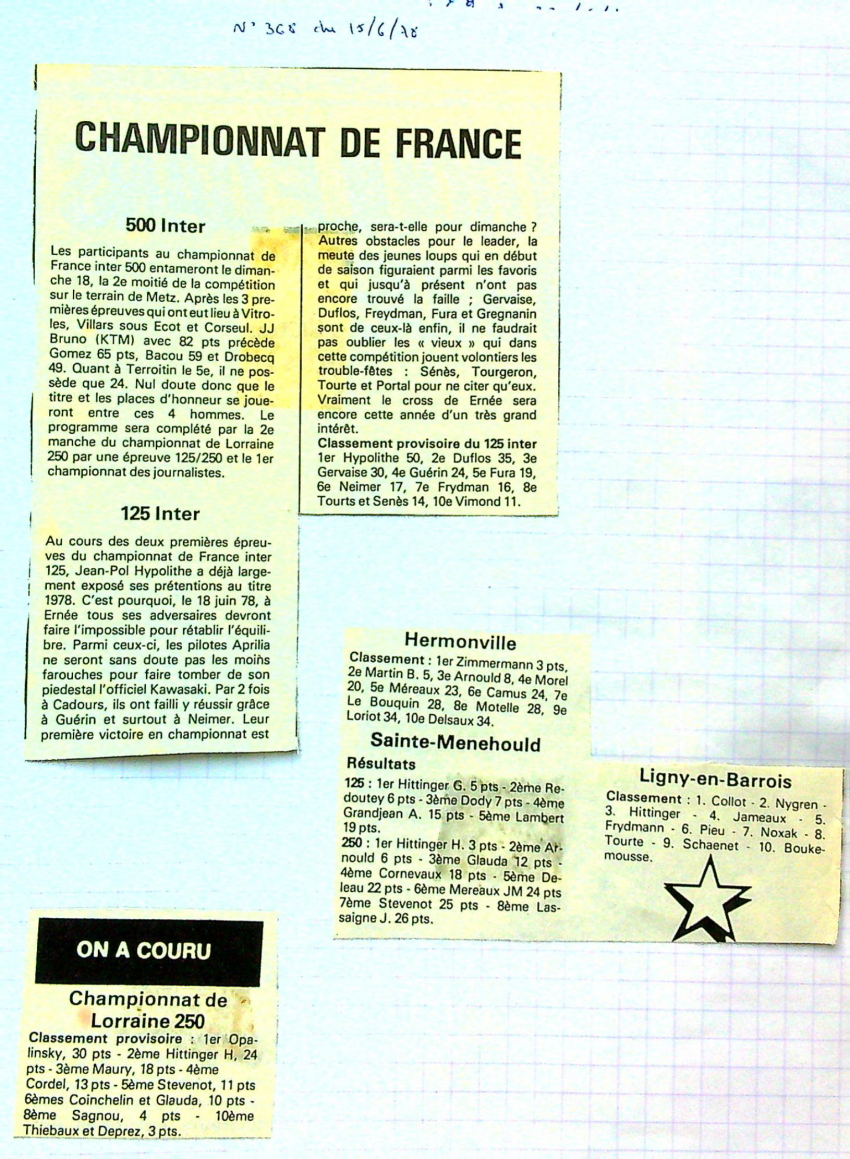 N° 368 du 15/6/78
CHAMPIONNAT DE FRANCE
500 Inter
Les participants au championnat de
France inter 500 entameront le diman-
che 18, la 2e moitié de la compétition
sur le terrain de Metz. Après les 3 pre-
mières épreuves qui ont eut lieu à Vitro-
les, Villars sous Ecot et Corseul. JJ
Bruno (KTM) avec 82 pts précède
Gomez 65 pts, Bacou 59 et Drobecq
49. Quant à Terroitin le 5e, il ne pos-
sède que 24. Nul doute donc que le
titre et les places d'honneur se joue-
ront entre ces 4 hommes. Le
programme sera complété par la 2e
manche du championnat de Lorraine
250 par une épreuve 125/250 et le 1er
championnat des journalistes.
125 Inter
Au cours des deux premières épreu-
ves du championnat de France inter
125, Jean-Pol Hypolithe a déjà large-
ment exposé ses prétentions au titre
1978. C'est pourquoi, le 18 juin 78, à
Ernée tous ses adversaires devront
faire l'impossible pour rétablir l'équili-
bre. Parmi ceux-ci, les pilotes Aprilia
ne seront sans doute pas les moins
farouches pour faire tomber de son
piedestal l'officiel Kawasaki. Par 2 fois
à Cadours, ils ont failli y réussir grâce
à Guérin et surtout à Neimer. Leur
première victoire en championnat est
proche, sera-t-elle pour dimanche ?
Autres obstacles pour le leader, la
meute des jeunes loups qui en début
de saison figuraient parmi les favoris
et qui jusqu'à présent n'ont pas
encore trouvé la faille ; Gervaise,
Duflos, Freydman, Fura et Gregnanin
sont de ceux-là enfin, il ne faudrait
pas oublier les « vieux » qui dans
cette compétition jouent volontiers les
trouble-fêtes : Sénès, Tourgeron,
Tourte et Portal pour ne citer qu'eux.
Vraiment le cross de Ernée sera
encore cette année d'un très grand
intérêt.
Classement provisoire du 125 inter
1er Hypolithe 50, 2e Duflos 35, 3e
Gervaise 30, 4e Guérin 24, 5e Fura 19,
6e Neimer 17, 7e Frydman 16, 8e
Tourts et Senès 14, 10e Vimond 11.
Hermonville
Classement : 1er Zimmermann 3 pts,
2e Martin B. 5, 3e Arnould 8, 4e Morel
20, 5e Méreaux 23, 6e Camus 24, 7e
Le Bouquin 28, 8e Motelle 28, 9e
Loriot 34, 10e Delsaux 34.
Sainte-Menehould
Résultats
125 : 1er Hittinger G. 5 pts - 2ème Re-
doutey 6 pts - 3ème Dody 7 pts - 4ème
Grandjean A. 15 pts - 5ème Lambert
19 pts.
250 : 1er Hittinger H. 3 pts - 2ème Ar-
nould 6 pts - 3ème Glauda 12 pts -
4ème Cornevaux 18 pts - 5ème De-
leau 22 pts - 6ème Mereaux JM 24 pts
7ème Stevenot 25 pts - 8ème Las-
saigne J. 26 pts.
Ligny-en-Barrois
Classement : 1. Collot - 2. Nygren -
3. Hittinger - 4. Jameaux - 5.
Frydmann - 6. Pieu - 7. Noxak - 8.
Tourte - 9. Schaenet - 10. Bouke-
mousse.
ON A COURU
Championnat de
Lorraine 250
Classement provisoire : 1er Opa-
linsky, 30 pts - 2ème Hittinger H, 24
pts - 3ème Maury, 18 pts - 4ème
Cordel, 13 pts - 5ème Stevenot, 11 pts
6èmes Coinchelin et Glauda, 10 pts -
8ème Sagnou, 4 pts - 10ème
Thiebaux et Deprez, 3 pts.